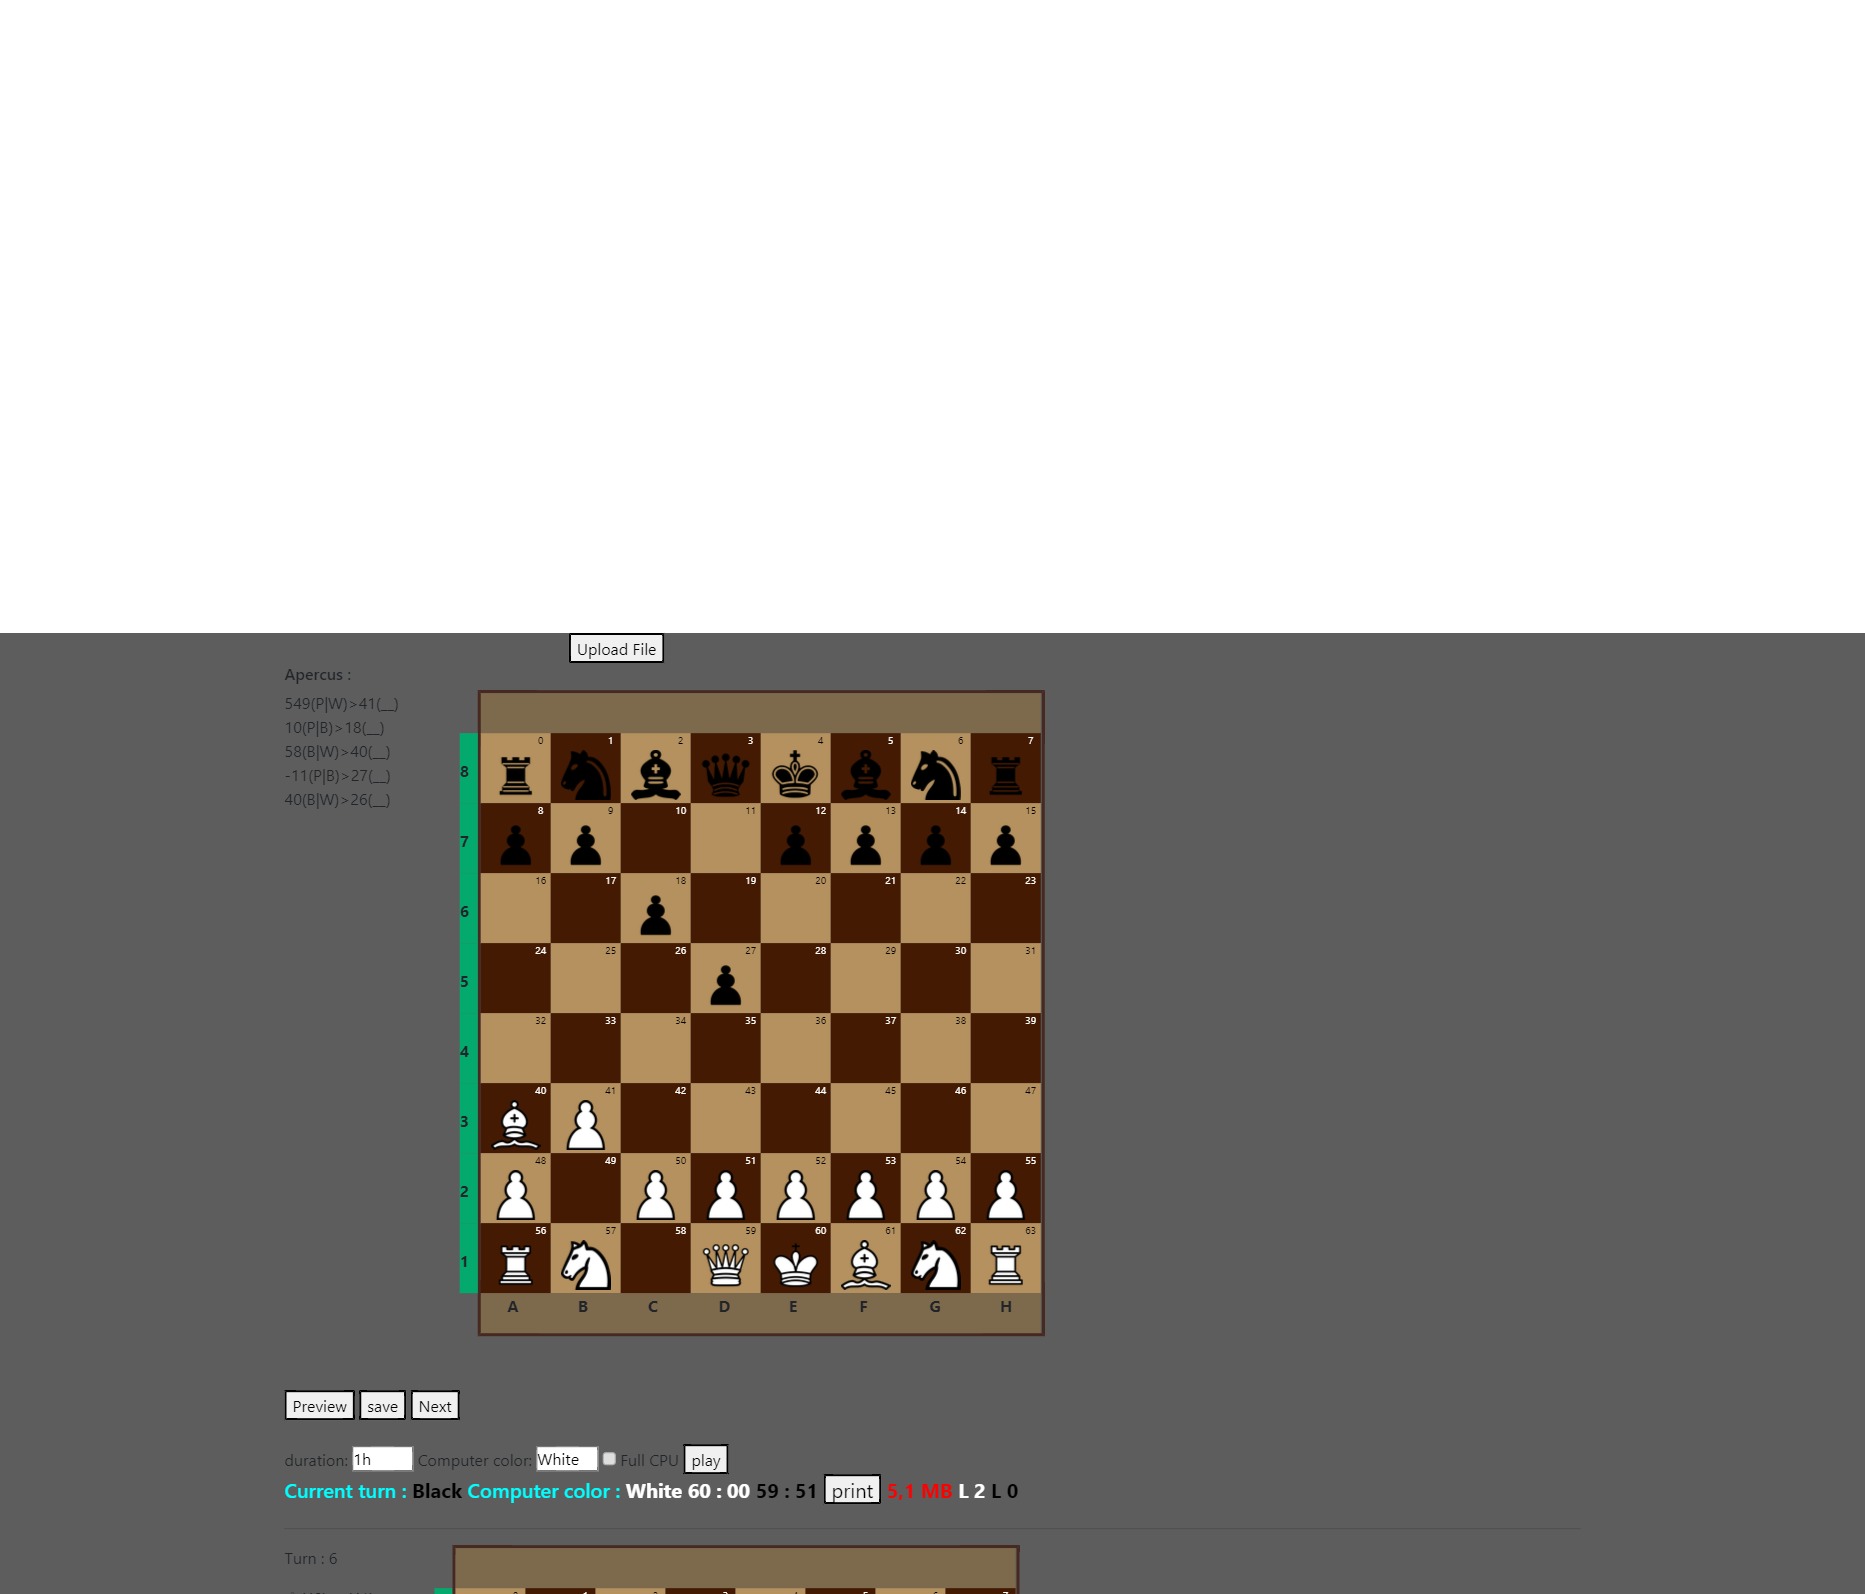 Upload File
Apercus :
549(P|W)>41(__)
10(P|B)>18(__)
58(B|W)>40(__)
-11(P|B)>27(__)
40(B|W)>26(__)
0 1 2 3 4 5 6 7
8
8 9 10 11 12 13 14 15
7
16 17 18 19 20 21 22 23
6
24 25 26 27 28 29 30 31
5
32 33 34 35 36 37 38 39
4
40 41 42 43 44 45 46 47
3
48 49 50 51 52 53 54 55
2
56 57 58 59 60 61 62 63
1
A B C D E F G H
Preview save Next
duration: 1h Computer color: White Full CPU play
Current turn : Black Computer color : White 60 : 00 59 : 51 print 5,1 MB L 2 L 0
Turn : 6